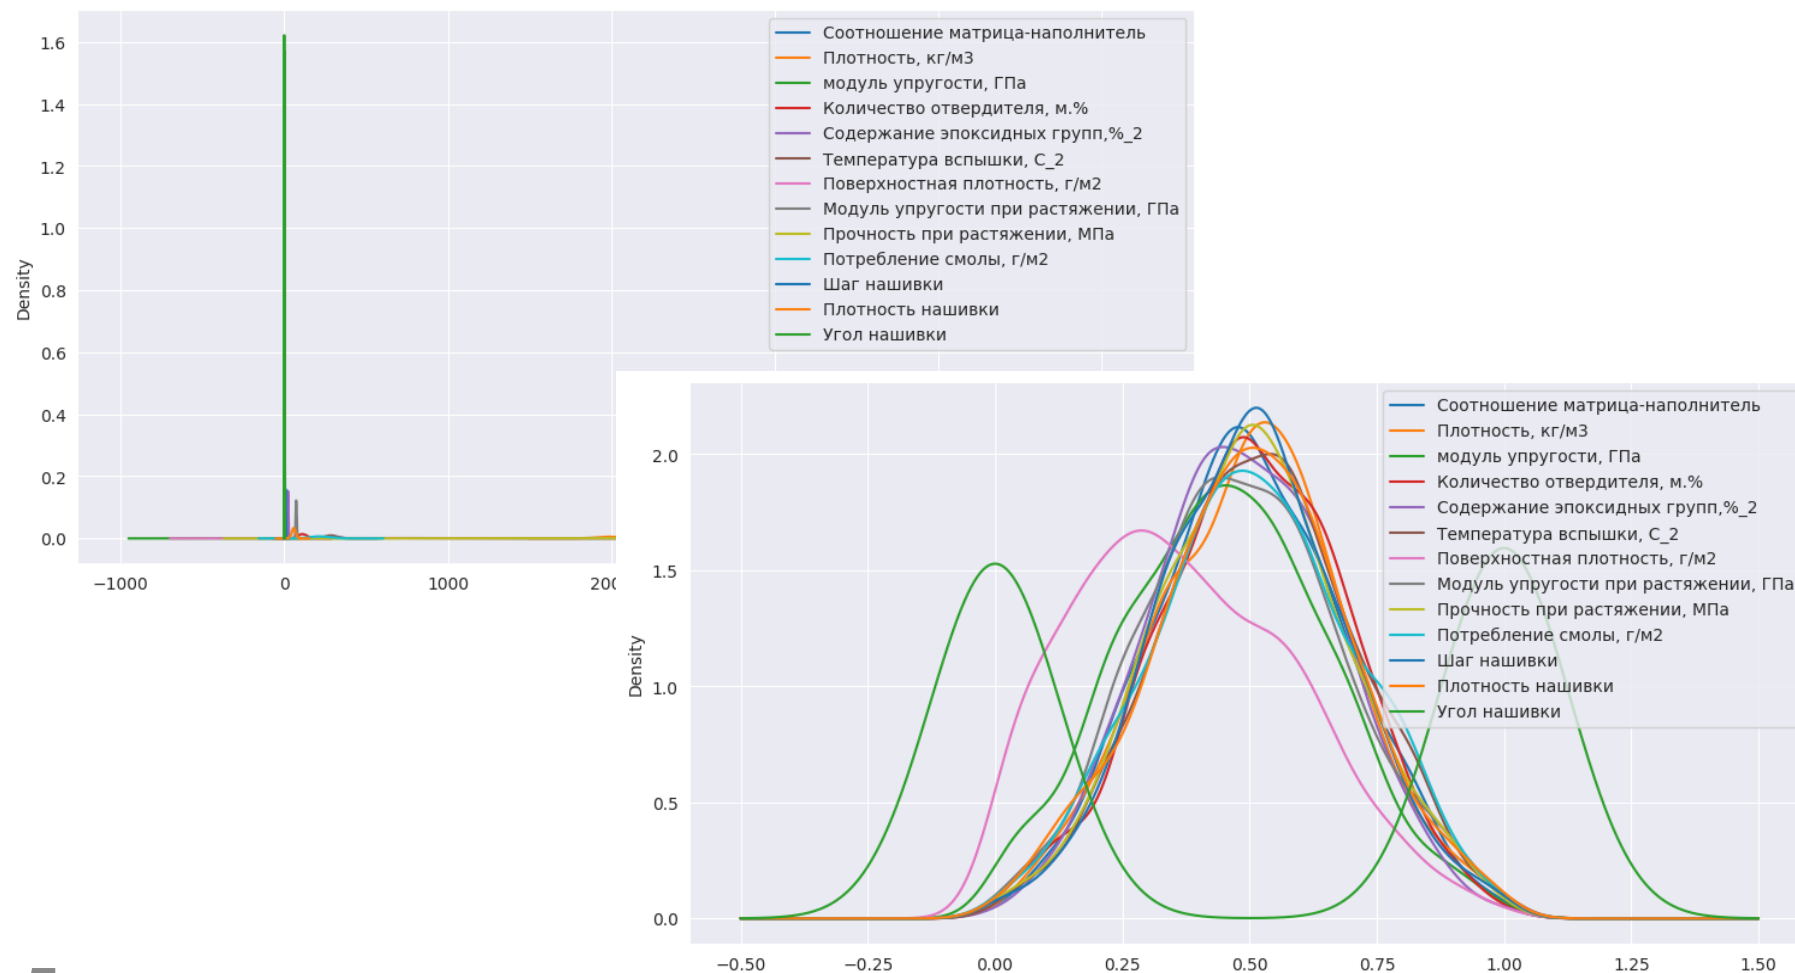 1.6
1.4
1.2
1.0
0.8
0.6
0.4
0.2
0.0
Density
−1000
0
1000
200
Соотношение матрица-наполнитель
Плотность, кг/м3
модуль упругости, ГПа
Количество отвердителя, м.%
Содержание эпоксидных групп,%_2
Температура вспышки, С_2
Поверхностная плотность, г/м2
Модуль упругости при растяжении, ГПа
Прочность при растяжении, МПа
Потребление смолы, г/м2
Шаг нашивки
Плотность нашивки
Угол нашивки
2.0
1.5
1.0
0.5
0.0
Density
−0.50
−0.25
0.00
0.25
0.50
0.75
1.00
1.25
1.50
Соотношение матрица-наполнитель
Плотность, кг/м3
модуль упругости, ГПа
Количество отвердителя, м.%
Содержание эпоксидных групп,%_2
Температура вспышки, С_2
Поверхностная плотность, г/м2
Модуль упругости при растяжении, ГПа
Прочность при растяжении, МПа
Потребление смолы, г/м2
Шаг нашивки
Плотность нашивки
Угол нашивки